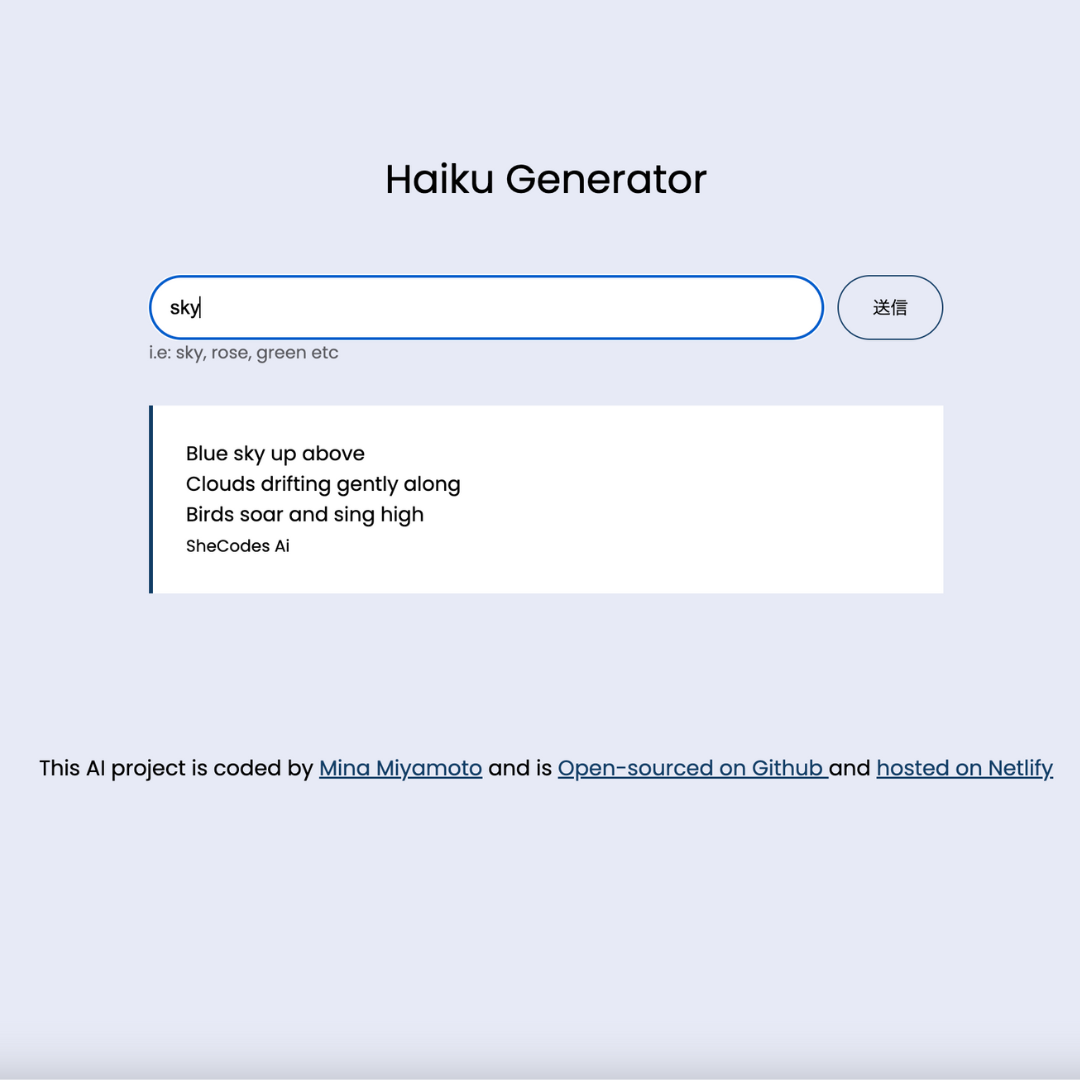 Haiku Generator
sky
送信
i.e: sky, rose, green etc
Blue sky up above
Clouds drifting gently along
Birds soar and sing high
SheCodes Ai
This AI project is coded by Mina Miyamoto and is Open-sourced on Github and hosted on Netlify